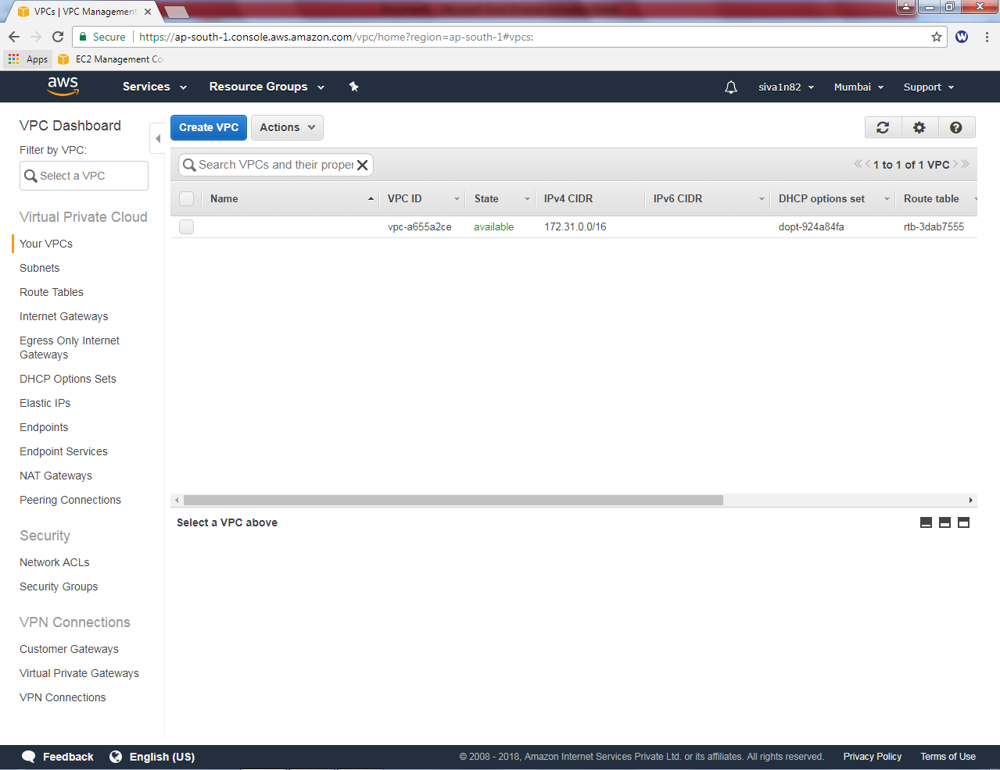 VPCs | VPC Management
Secure https://ap-south-1.console.aws.amazon.com/vpc/home?region=ap-south-1#vpcs:
Apps EC2 Management Co
aws Services Resource Groups siva1n82 Mumbai Support
VPC Dashboard
Filter by VPC:
Select a VPC
Virtual Private Cloud
Your VPCs
Subnets
Route Tables
Internet Gateways
Egress Only Internet
Gateways
DHCP Options Sets
Elastic IPs
Endpoints
Endpoint Services
NAT Gateways
Peering Connections
Security
Network ACLs
Security Groups
VPN Connections
Customer Gateways
Virtual Private Gateways
VPN Connections
Create VPC Actions
Search VPCs and their proper 1 to 1 of 1 VPC
Name VPC ID State IPv4 CIDR IPv6 CIDR DHCP options set Route table
vpc-a655a2ce available 172.31.0.0/16 dopt-924a84fa rtb-3dab7555
Select a VPC above
Feedback English (US) © 2008 - 2018, Amazon Internet Services Private Ltd. or its affiliates. All rights reserved. Privacy Policy Terms of Use